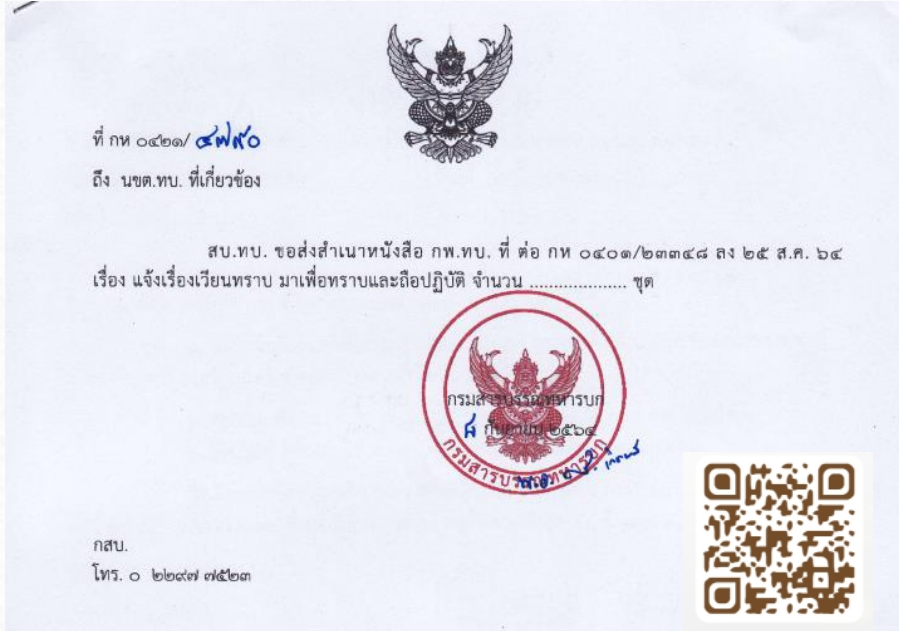 ที่ กห ๐๔๒๑/ ๔๗๙๐
ถึง นขต.ทบ. ที่เกี่ยวข้อง
สบ.ทบ. ขอส่งสำเนาหนังสือ กพ.ทบ. ที่ ต่อ กห ๐๔๐๑/๒๓๓๔๘ ลง ๒๕ ส.ค. ๖๔
เรื่อง แจ้งเรื่องเวียนทราบ มาเพื่อทราบและถือปฏิบัติ จำนวน .................... ชุด
กรมสารบรรณทหารบก
๘ กันยายน ๒๕๖๔
กรมสารบรรณทหารบก
กสบ.
โทร. ๐ ๒๒๙๗ ๗๕๒๓